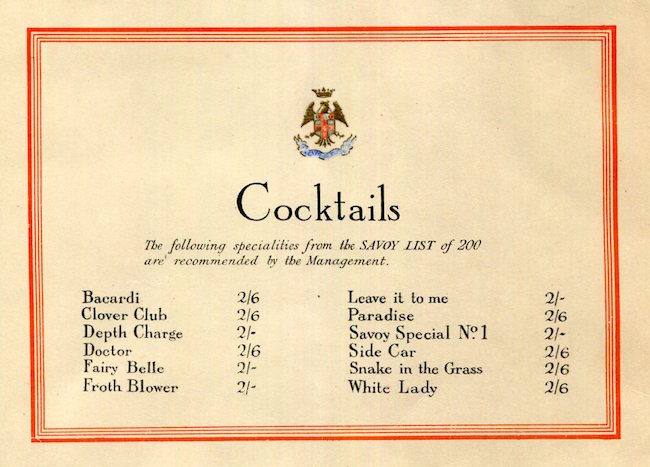 Cocktails
The following specialities from the SAVOY LIST of 200
are recommended by the Management.
Bacardi 2/6
Clover Club 2/6
Depth Charge 2/-
Doctor 2/6
Fairy Belle 2/-
Froth Blower 2/-
Leave it to me 2/-
Paradise 2/6
Savoy Special Nº. 1 2/-
Side Car 2/6
Snake in the Grass 2/6
White Lady 2/6